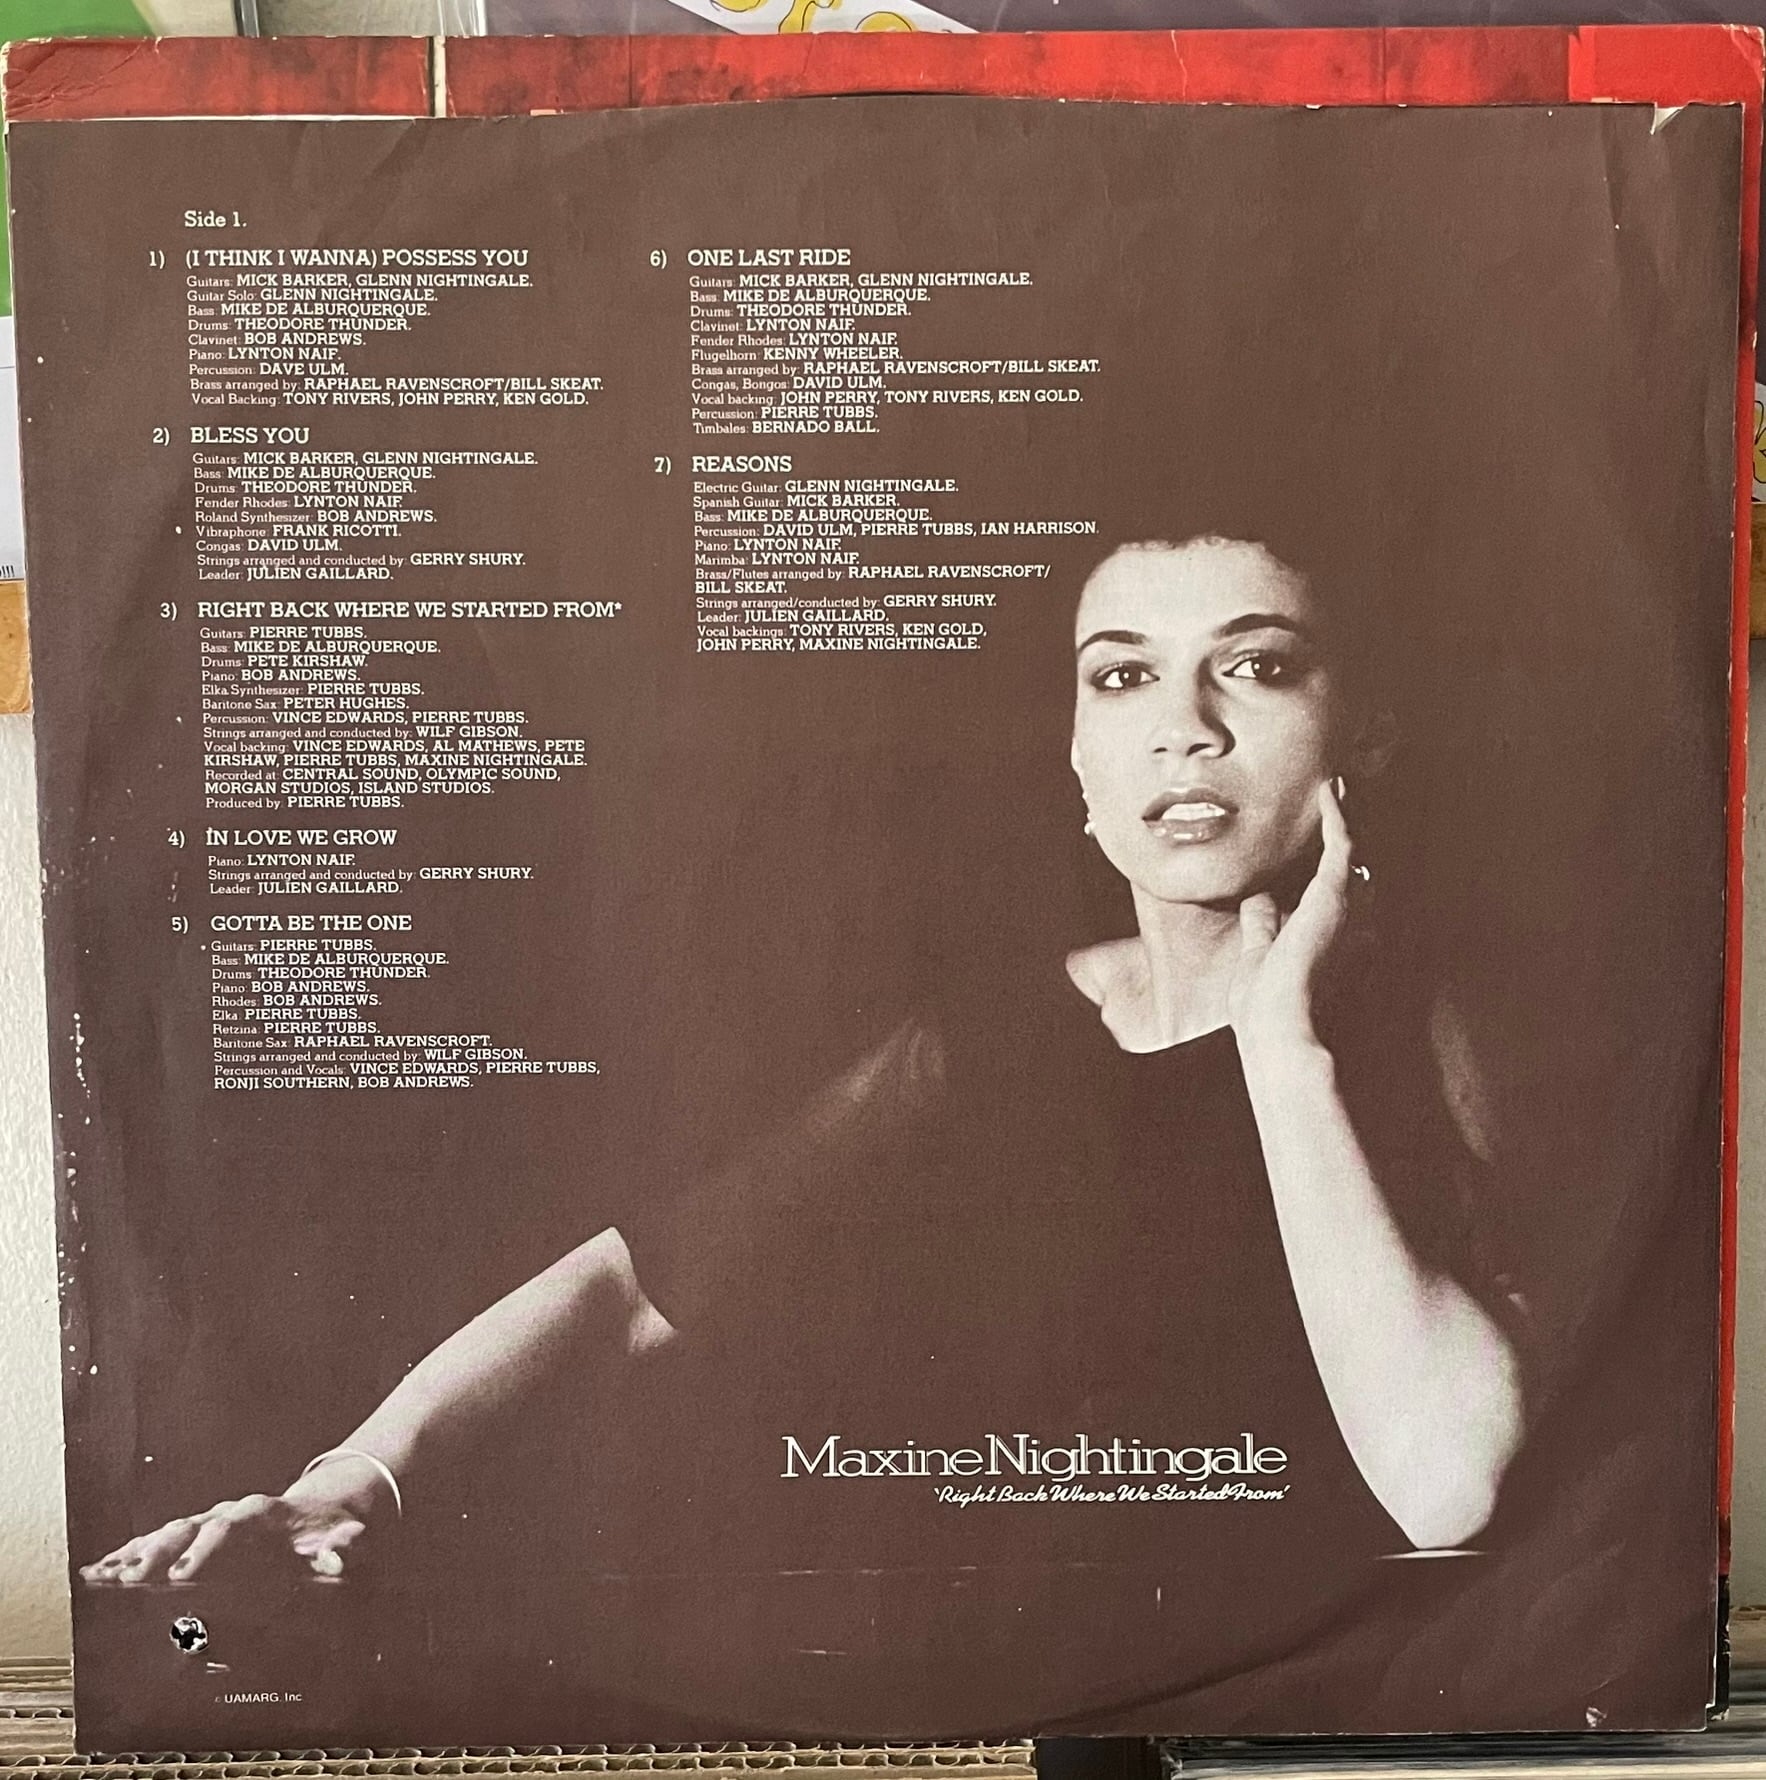 Side 1.
1) (I THINK I WANNA) POSSESS YOU
Guitars: MICK BARKER, GLENN NIGHTINGALE.
Guitar Solo: GLENN NIGHTINGALE.
Bass: MIKE DE ALBURQUERQUE.
Drums: THEODORE THUNDER.
Clavinet: BOB ANDREWS.
Piano: LYNTON NAIF.
Percussion: DAVE ULM.
Brass arranged by: RAPHAEL RAVENSCROFT/BILL SKEAT.
Vocal Backing: TONY RIVERS, JOHN PERRY, KEN GOLD.
2) BLESS YOU
Guitars: MICK BARKER, GLENN NIGHTINGALE.
Bass: MIKE DE ALBURQUERQUE.
Drums: THEODORE THUNDER.
Fender Rhodes: LYNTON NAIF.
Roland Synthesizer: BOB ANDREWS.
Vibraphone: FRANK RICOTTI.
Congas: DAVID ULM.
Strings arranged and conducted by: GERRY SHURY.
Leader: JULIEN GAILLARD.
3) RIGHT BACK WHERE WE STARTED FROM*
Guitars: PIERRE TUBBS.
Bass: MIKE DE ALBURQUERQUE.
Drums: PETE KIRSHAW.
Piano: BOB ANDREWS.
Elka Synthesizer: PIERRE TUBBS.
Baritone Sax: PETER HUGHES.
Percussion: VINCE EDWARDS, PIERRE TUBBS.
Strings arranged and conducted by: WILF GIBSON.
Vocal backing: VINCE EDWARDS, AL MATHEWS, PETE
KIRSHAW, PIERRE TUBBS, MAXINE NIGHTINGALE.
Recorded at: CENTRAL SOUND, OLYMPIC SOUND,
MORGAN STUDIOS, ISLAND STUDIOS.
Produced by: PIERRE TUBBS.
4) IN LOVE WE GROW
Piano: LYNTON NAIF.
Strings arranged and conducted by: GERRY SHURY.
Leader: JULIEN GAILLARD.
5) GOTTA BE THE ONE
Guitars: PIERRE TUBBS.
Bass: MIKE DE ALBURQUERQUE.
Drums: THEODORE THUNDER.
Piano: BOB ANDREWS.
Rhodes: BOB ANDREWS.
Elka: PIERRE TUBBS.
Retzina: PIERRE TUBBS.
Baritone Sax: RAPHAEL RAVENSCROFT.
Strings arranged and conducted by: WILF GIBSON.
Percussion and Vocals: VINCE EDWARDS, PIERRE TUBBS,
RONJI SOUTHERN, BOB ANDREWS.
6) ONE LAST RIDE
Guitars: MICK BARKER, GLENN NIGHTINGALE.
Bass: MIKE DE ALBURQUERQUE.
Drums: THEODORE THUNDER.
Clavinet: LYNTON NAIF.
Fender Rhodes: LYNTON NAIF.
Flugelhorn: KENNY WHEELER.
Brass arranged by: RAPHAEL RAVENSCROFT/BILL SKEAT.
Congas, Bongos: DAVID ULM.
Vocal backing: JOHN PERRY, TONY RIVERS, KEN GOLD.
Percussion: PIERRE TUBBS.
Timbales: BERNADO BALL.
7) REASONS
Electric Guitar: GLENN NIGHTINGALE.
Spanish Guitar: MICK BARKER.
Bass: MIKE DE ALBURQUERQUE.
Percussion: DAVID ULM, PIERRE TUBBS, IAN HARRISON.
Piano: LYNTON NAIF.
Marimba: LYNTON NAIF.
Brass/Flutes arranged by: RAPHAEL RAVENSCROFT/
BILL SKEAT.
Strings arranged/conducted by: GERRY SHURY.
Leader: JULIEN GAILLARD.
Vocal backings: TONY RIVERS, KEN GOLD,
JOHN PERRY, MAXINE NIGHTINGALE.
Maxine Nightingale
'Right Back Where We Started From'
© UAMARG. Inc